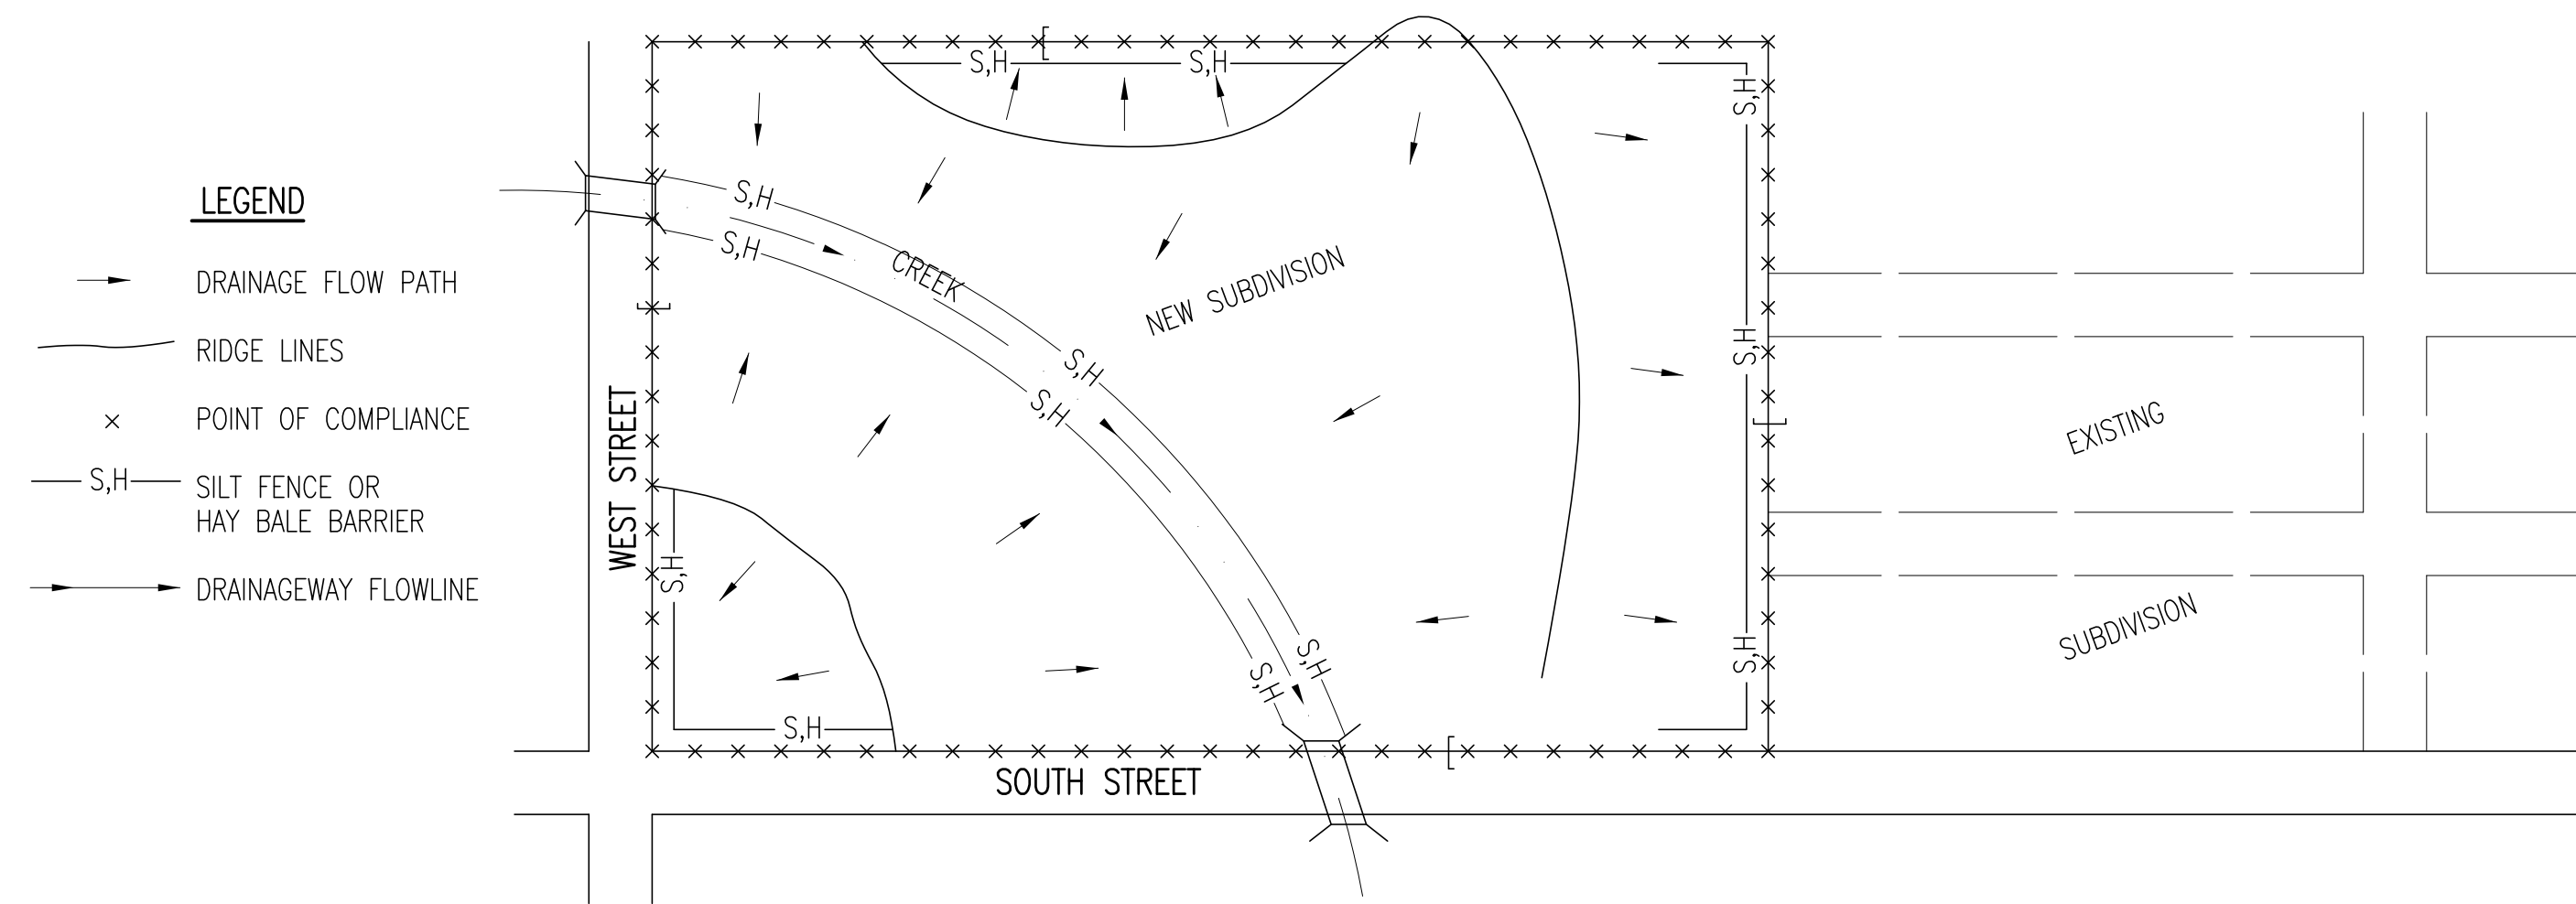 LEGEND
DRAINAGE FLOW PATH
RIDGE LINES
POINT OF COMPLIANCE
S,H
SILT FENCE OR
HAY BALE BARRIER
DRAINAGEWAY FLOWLINE
WEST STREET
S,H
S,H
S,H
S,H
S,H
CREEK
NEW SUBDIVISION
S,H
S,H
S,H
S,H
S,H
S,H
S,H
S,H
S,H
SOUTH STREET
EXISTING
SUBDIVISION